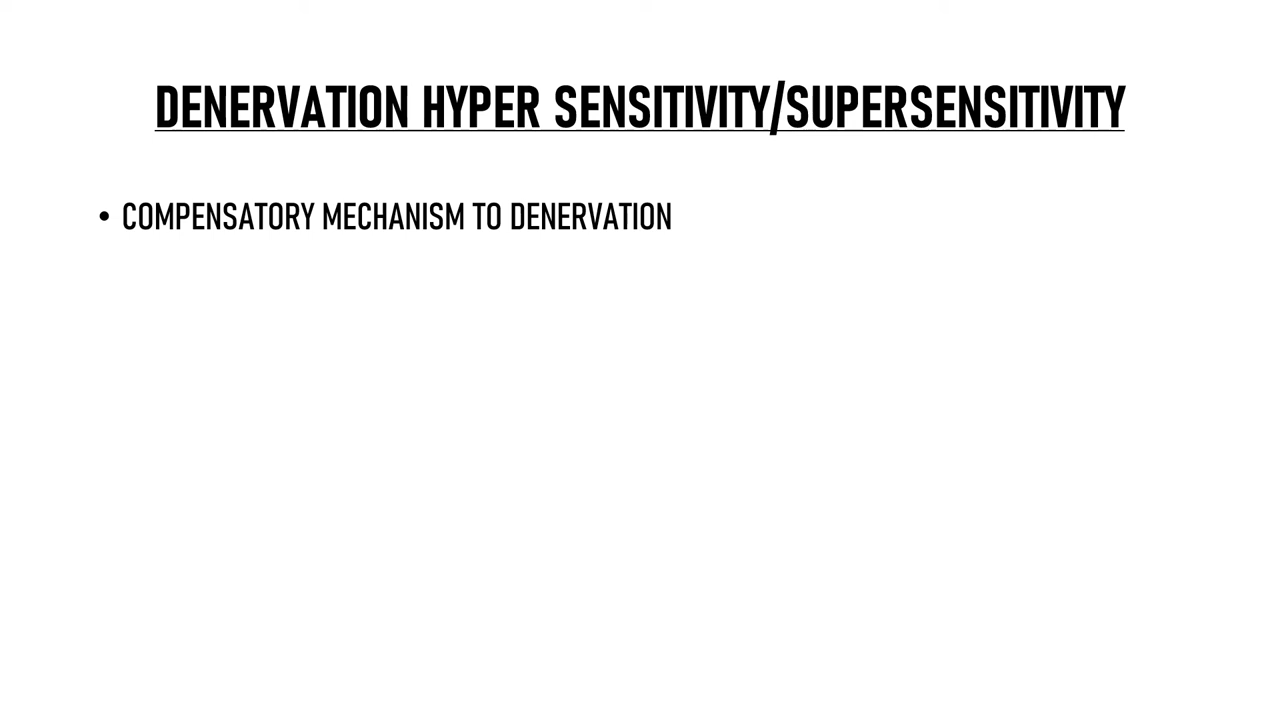 DENERVATION HYPER SENSITIVITY/SUPERSENSITIVITY
• COMPENSATORY MECHANISM TO DENERVATION